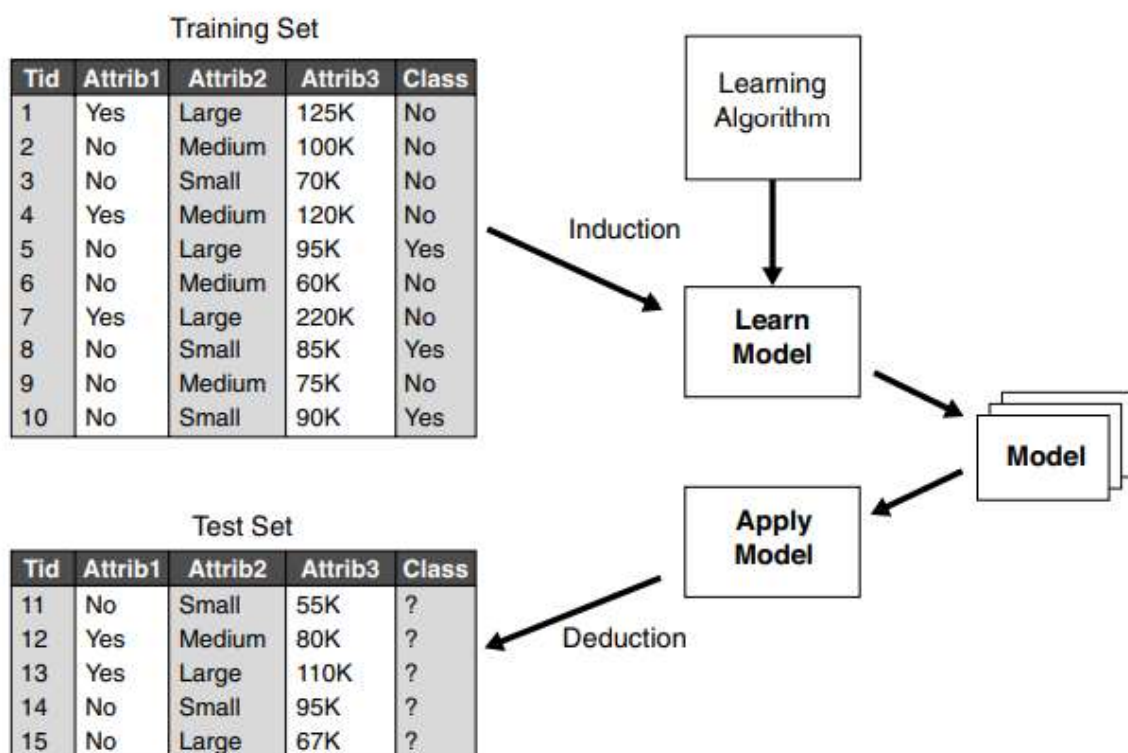 Training Set
Tid Attrib1 Attrib2 Attrib3 Class
1 Yes Large 125K No
2 No Medium 100K No
3 No Small 70K No
4 Yes Medium 120K No
5 No Large 95K Yes
6 No Medium 60K No
7 Yes Large 220K No
8 No Small 85K Yes
9 No Medium 75K No
10 No Small 90K Yes
Learning
Algorithm
Induction
Learn
Model
Model
Apply
Model
Deduction
Test Set
Tid Attrib1 Attrib2 Attrib3 Class
11 No Small 55K ?
12 Yes Medium 80K ?
13 Yes Large 110K ?
14 No Small 95K ?
15 No Large 67K ?